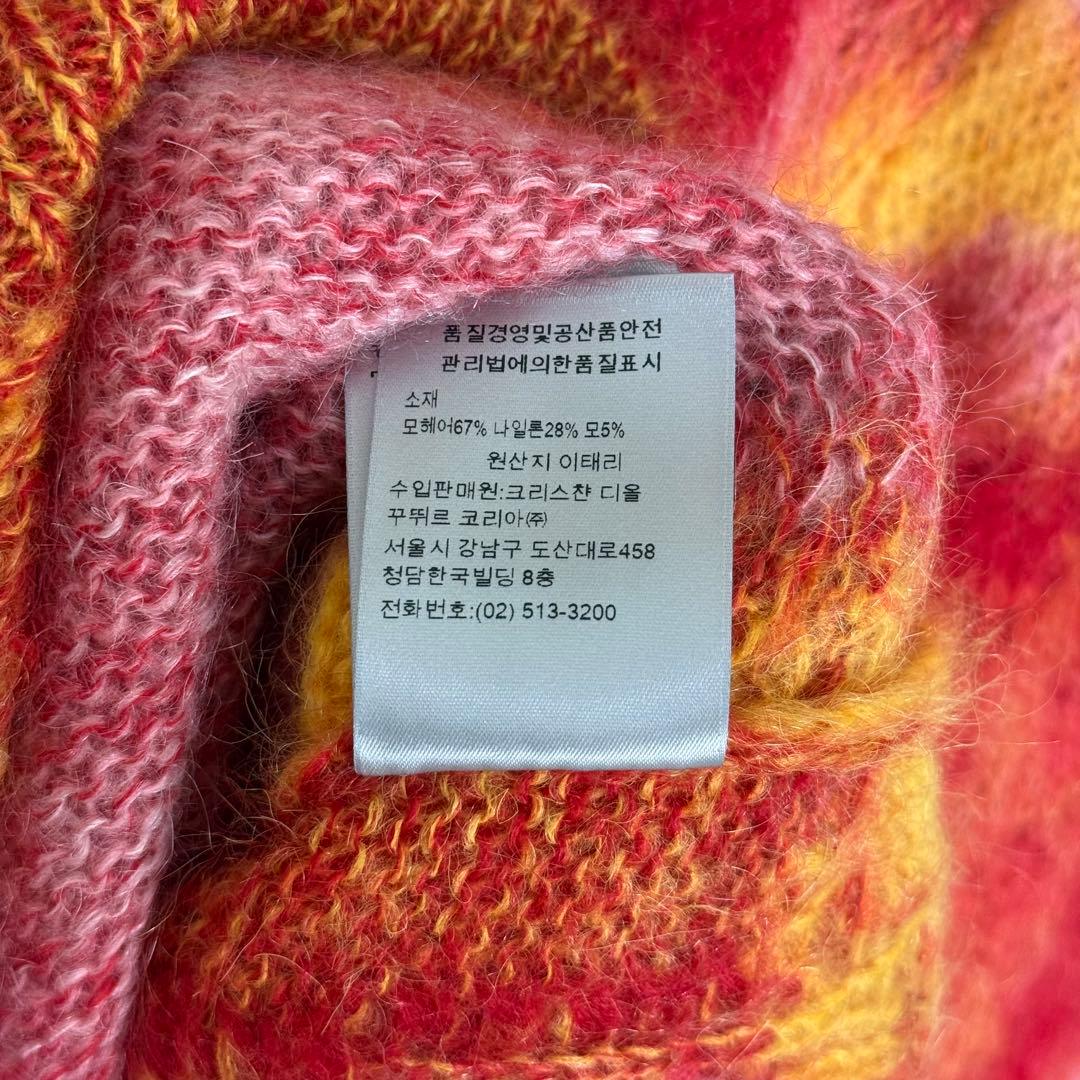 품질경영및공산품안전
관리법에의한품질표시
소재
모헤어67% 나일론28% 모5%
원산지 이태리
수입판매원:크리스챤 디올
꾸뛰르 코리아㈜
서울시 강남구 도산대로458
청담한국빌딩 8층
전화번호:(02) 513-3200